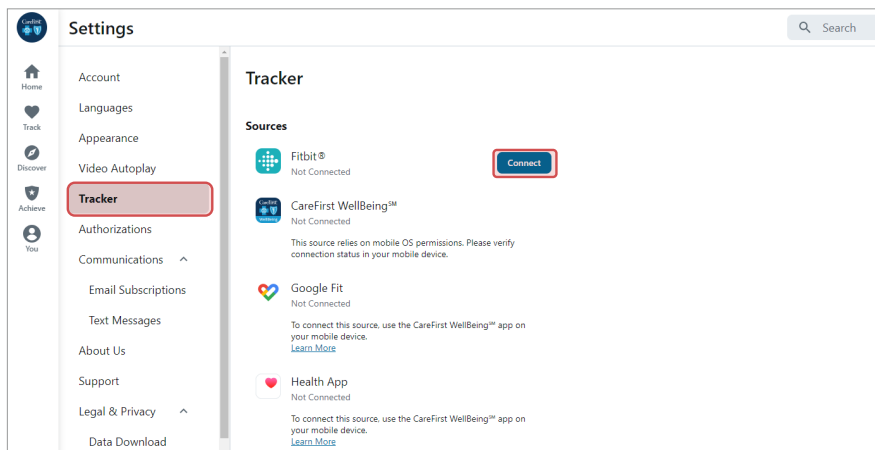 CareFirst
Settings
Search
Home
Track
Discover
Achieve
You
Account
Languages
Appearance
Video Autoplay
Tracker
Authorizations
Communications
Email Subscriptions
Text Messages
About Us
Support
Legal & Privacy
Data Download
Tracker
Sources
Fitbit®
Not Connected
Connect
CareFirst
WellBeing
CareFirst WellBeing℠
Not Connected
This source relies on mobile OS permissions. Please verify
connection status in your mobile device.
Google Fit
Not Connected
To connect this source, use the CareFirst WellBeing℠ app on
your mobile device.
Learn More
Health App
Not Connected
To connect this source, use the CareFirst WellBeing℠ app on
your mobile device.
Learn More